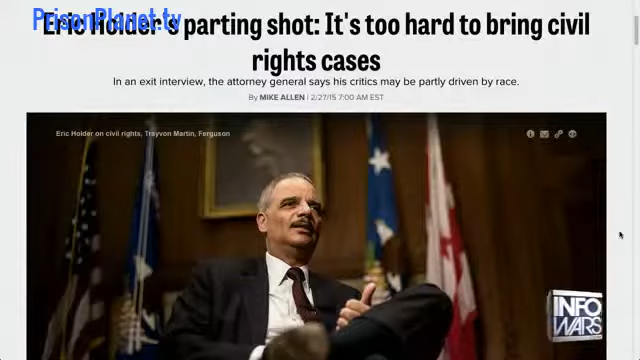 PrisonPlanet.tv
Eric Holder's parting shot: It's too hard to bring civil
rights cases
In an exit interview, the attorney general says his critics may be partly driven by race.
By MIKE ALLEN | 2/27/15 7:00 AM EST
Eric Holder on civil rights, Trayvon Martin, Ferguson
INFO
WARS